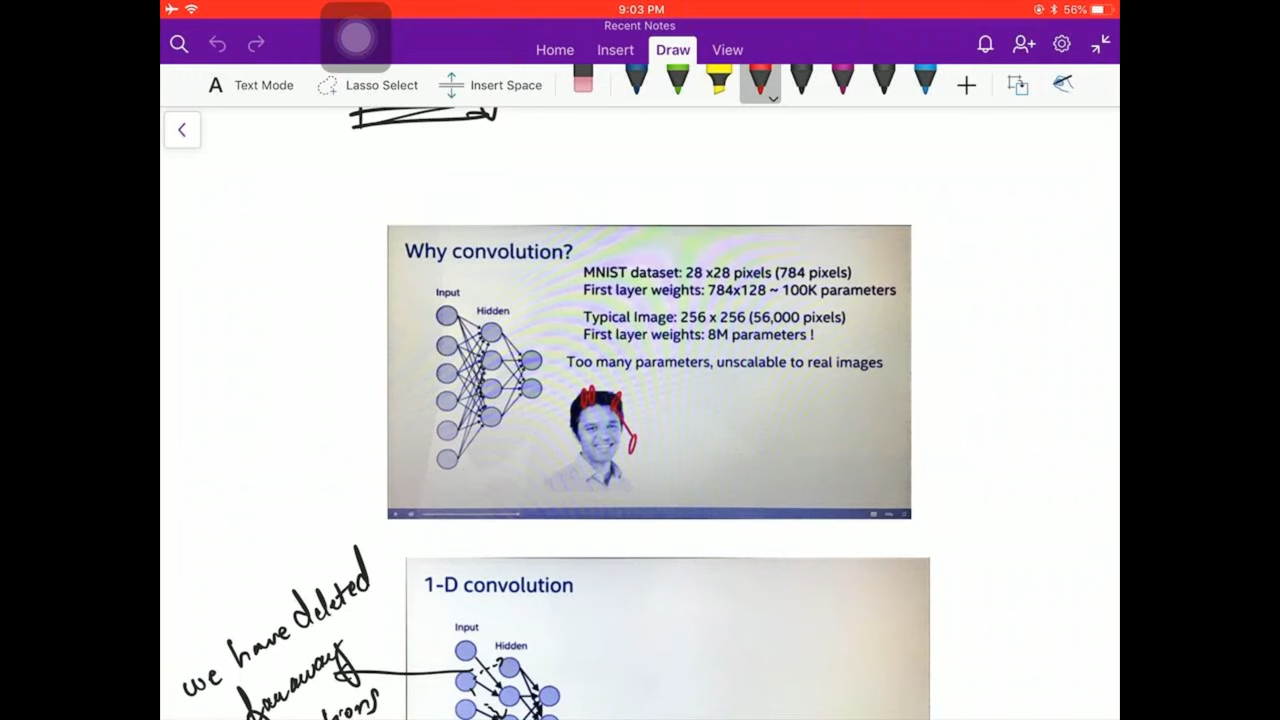 9:03 PM
56%
Recent Notes
Home Insert Draw View
A Text Mode Lasso Select Insert Space
Why convolution?
MNIST dataset: 28 x28 pixels (784 pixels)
First layer weights: 784x128 ~ 100K parameters
Input
Hidden
Typical Image: 256 x 256 (56,000 pixels)
First layer weights: 8M parameters !
Too many parameters, unscalable to real images
we have deleted
faraway
1-D convolution
Input
Hidden